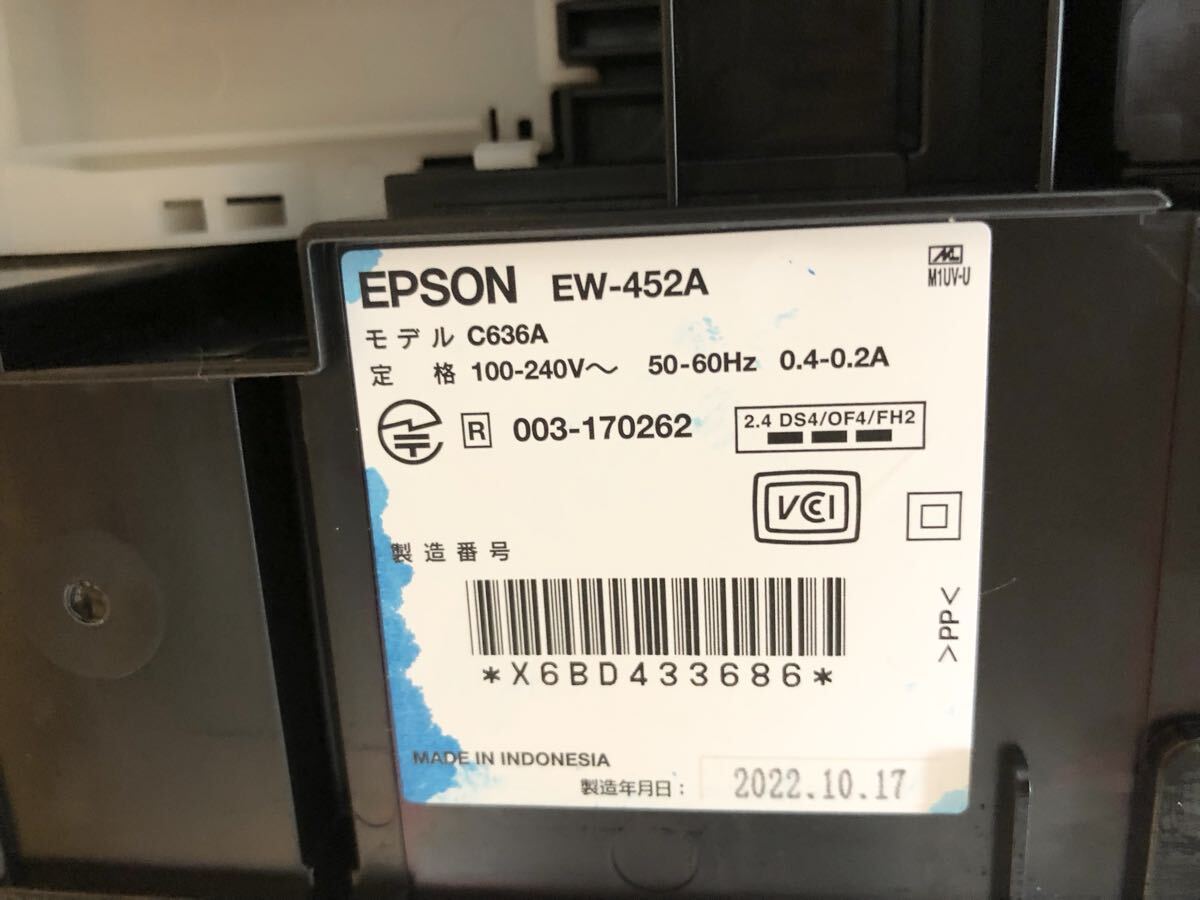 EPSON EW-452A
M1UV-U
モデル C636A
定 格 100-240V～ 50-60Hz 0.4-0.2A
R 003-170262
2.4 DS4/OF4/FH2
VCCI
製造番号
*X6BD433686*
>PP<
MADE IN INDONESIA
製造年月日： 2022.10.17